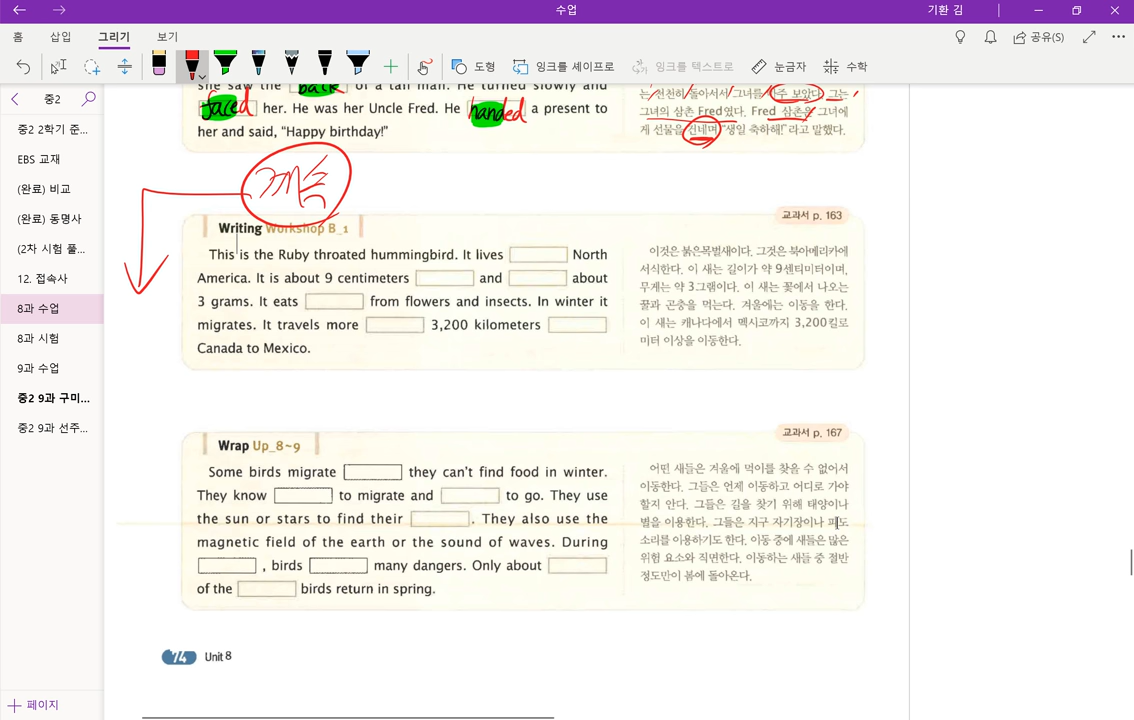 수업
기환 김
홈 삽입 그리기 보기
공유(S)
도형 잉크를 셰이프로 잉크를 텍스트로 눈금자 수학
중2
중2 2학기 준...
EBS 교재
(완료) 비교
(완료) 동명사
(2차 시험 풀...
12. 접속사
8과 수업
8과 시험
9과 수업
중2 9과 구미...
중2 9과 선주...
페이지
she saw the back of a tall man. He turned slowly and
faced her. He was her Uncle Fred. He handed a present to
her and said, “Happy birthday!”
는 천천히 돌아서서 그녀를 마주 보았다. 그는
그녀의 삼촌 Fred였다. Fred 삼촌은 그녀에
게 선물을 건네며 “생일 축하해!”라고 말했다.
계속
교과서 p. 163
Writing Workshop B_1
This is the Ruby throated hummingbird. It lives North
America. It is about 9 centimeters and about
3 grams. It eats from flowers and insects. In winter it
migrates. It travels more 3,200 kilometers
Canada to Mexico.
이것은 붉은목벌새이다. 그것은 북아메리카에
서식한다. 이 새는 길이가 약 9센티미터이며,
무게는 약 3그램이다. 이 새는 꽃에서 나오는
꿀과 곤충을 먹는다. 겨울에는 이동을 한다.
이 새는 캐나다에서 멕시코까지 3,200킬로
미터 이상을 이동한다.
교과서 p. 167
Wrap Up_8~9
Some birds migrate they can't find food in winter.
They know to migrate and to go. They use
the sun or stars to find their . They also use the
magnetic field of the earth or the sound of waves. During
, birds many dangers. Only about
of the birds return in spring.
어떤 새들은 겨울에 먹이를 찾을 수 없어서
이동한다. 그들은 언제 이동하고 어디로 가야
할지 안다. 그들은 길을 찾기 위해 태양이나
별을 이용한다. 그들은 지구 자기장이나 파도
소리를 이용하기도 한다. 이동 중에 새들은 많은
위험 요소와 직면한다. 이동하는 새들 중 절반
정도만이 봄에 돌아온다.
74 Unit 8